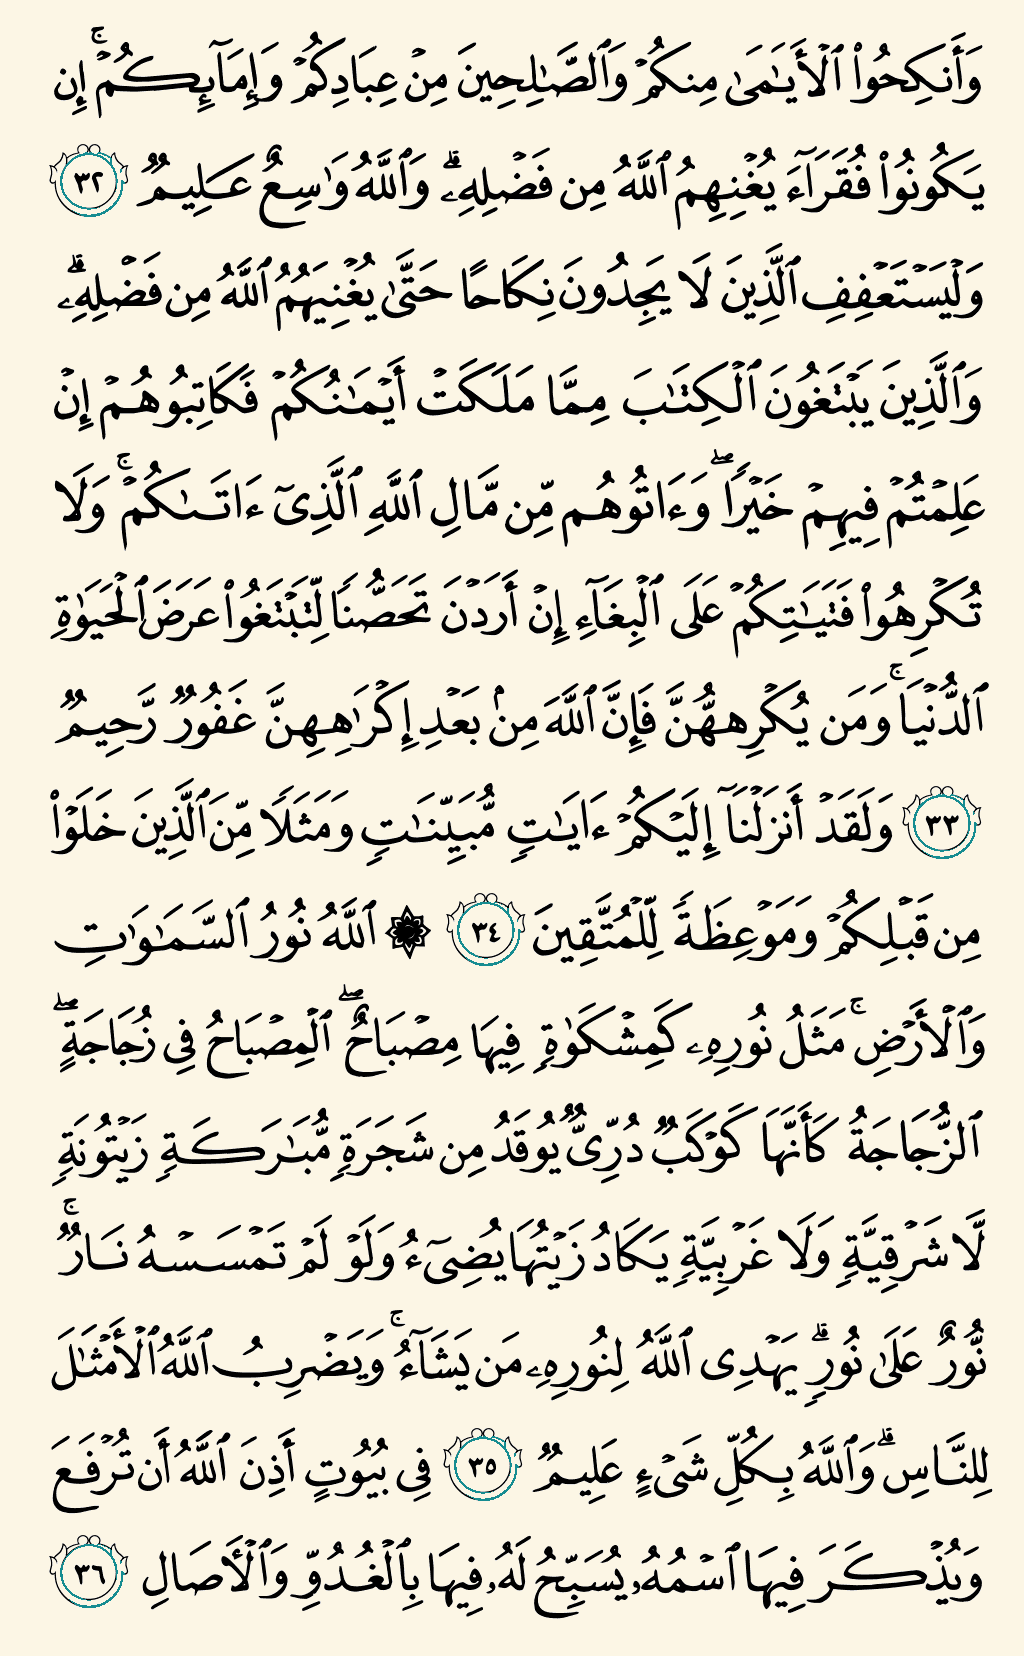 وَأَنكِحُوا۟ ٱلْأَيَـٰمَىٰ مِنكُمْ وَٱلصَّـٰلِحِينَ مِنْ عِبَادِكُمْ وَإِمَآئِكُمْ ۚ إِن
يَكُونُوا۟ فُقَرَآءَ يُغْنِهِمُ ٱللَّهُ مِن فَضْلِهِۦ ۗ وَٱللَّهُ وَٰسِعٌ عَلِيمٌ ٣٢
وَلْيَسْتَعْفِفِ ٱلَّذِينَ لَا يَجِدُونَ نِكَاحًا حَتَّىٰ يُغْنِيَهُمُ ٱللَّهُ مِن فَضْلِهِۦ ۗ
وَٱلَّذِينَ يَبْتَغُونَ ٱلْكِتَـٰبَ مِمَّا مَلَكَتْ أَيْمَـٰنُكُمْ فَكَاتِبُوهُمْ إِنْ
عَلِمْتُمْ فِيهِمْ خَيْرًا ۖ وَءَاتُوهُم مِّن مَّالِ ٱللَّهِ ٱلَّذِىٓ ءَاتَىٰكُمْ ۚ وَلَا
تُكْرِهُوا۟ فَتَيَـٰتِكُمْ عَلَى ٱلْبِغَآءِ إِنْ أَرَدْنَ تَحَصُّنًا لِّتَبْتَغُوا۟ عَرَضَ ٱلْحَيَوٰةِ
ٱلدُّنْيَا ۚ وَمَن يُكْرِههُّنَّ فَإِنَّ ٱللَّهَ مِنۢ بَعْدِ إِكْرَٰهِهِنَّ غَفُورٌ رَّحِيمٌ
٣٣ وَلَقَدْ أَنزَلْنَآ إِلَيْكُمْ ءَايَـٰتٍ مُّبَيِّنَـٰتٍ وَمَثَلًا مِّنَ ٱلَّذِينَ خَلَوْا۟
مِن قَبْلِكُمْ وَمَوْعِظَةً لِّلْمُتَّقِينَ ٣٤ ۞ ٱللَّهُ نُورُ ٱلسَّمَـٰوَٰتِ
وَٱلْأَرْضِ ۚ مَثَلُ نُورِهِۦ كَمِشْكَوٰةٍ فِيهَا مِصْبَاحٌ ۖ ٱلْمِصْبَاحُ فِى زُجَاجَةٍ ۖ
ٱلزُّجَاجَةُ كَأَنَّهَا كَوْكَبٌ دُرِّىٌّ يُوقَدُ مِن شَجَرَةٍ مُّبَـٰرَكَةٍ زَيْتُونَةٍ
لَّا شَرْقِيَّةٍ وَلَا غَرْبِيَّةٍ يَكَادُ زَيْتُهَا يُضِىٓءُ وَلَوْ لَمْ تَمْسَسْهُ نَارٌ ۚ
نُّورٌ عَلَىٰ نُورٍ ۗ يَهْدِى ٱللَّهُ لِنُورِهِۦ مَن يَشَآءُ ۚ وَيَضْرِبُ ٱللَّهُ ٱلْأَمْثَـٰلَ
لِلنَّاسِ ۗ وَٱللَّهُ بِكُلِّ شَىْءٍ عَلِيمٌ ٣٥ فِى بُيُوتٍ أَذِنَ ٱللَّهُ أَن تُرْفَعَ
وَيُذْكَرَ فِيهَا ٱسْمُهُۥ يُسَبِّحُ لَهُۥ فِيهَا بِٱلْغُدُوِّ وَٱلْـَٔاصَالِ ٣٦